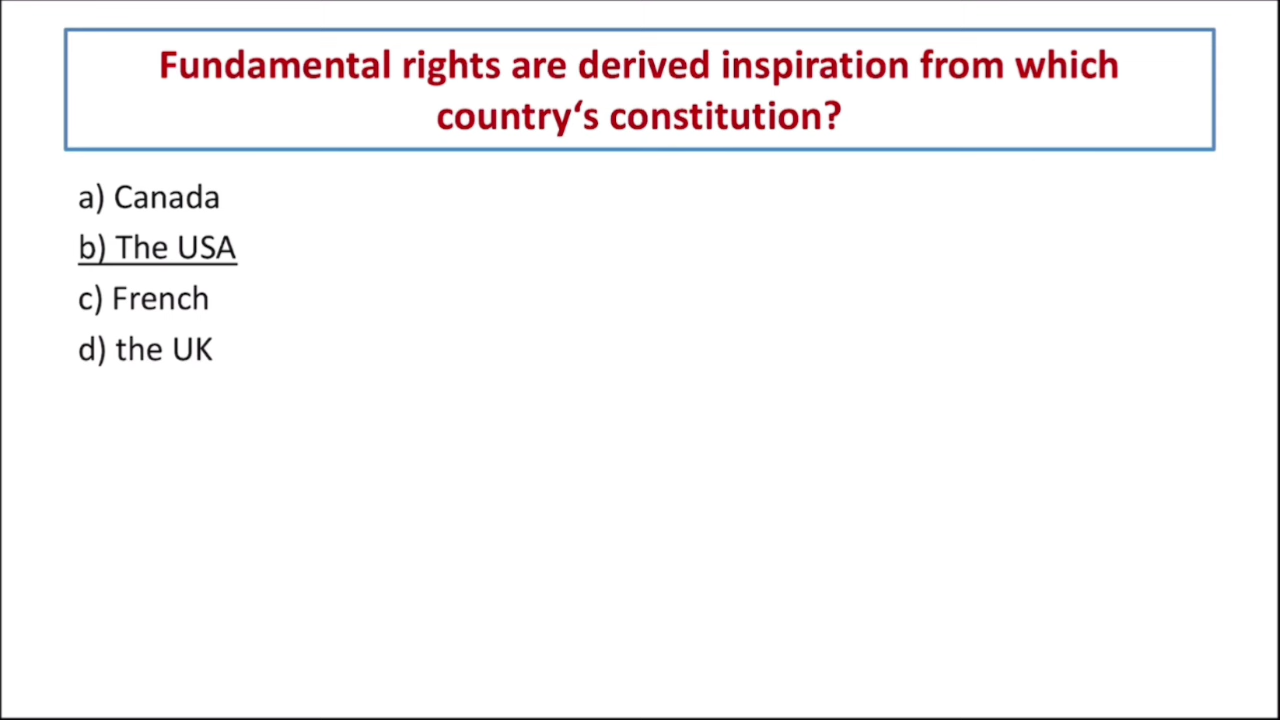 Fundamental rights are derived inspiration from which
country‘s constitution?
a) Canada
b) The USA
c) French
d) the UK